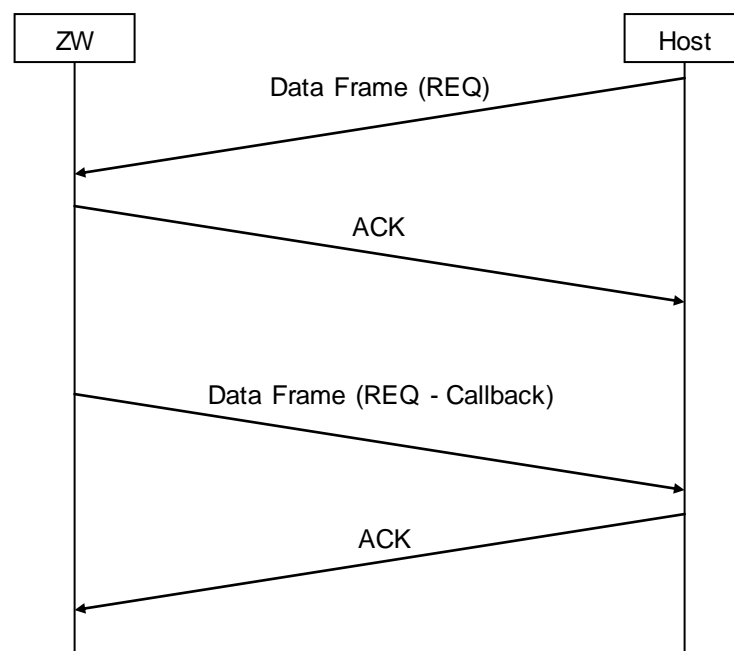 ZW
Host
Data Frame (REQ)
ACK
Data Frame (REQ - Callback)
ACK